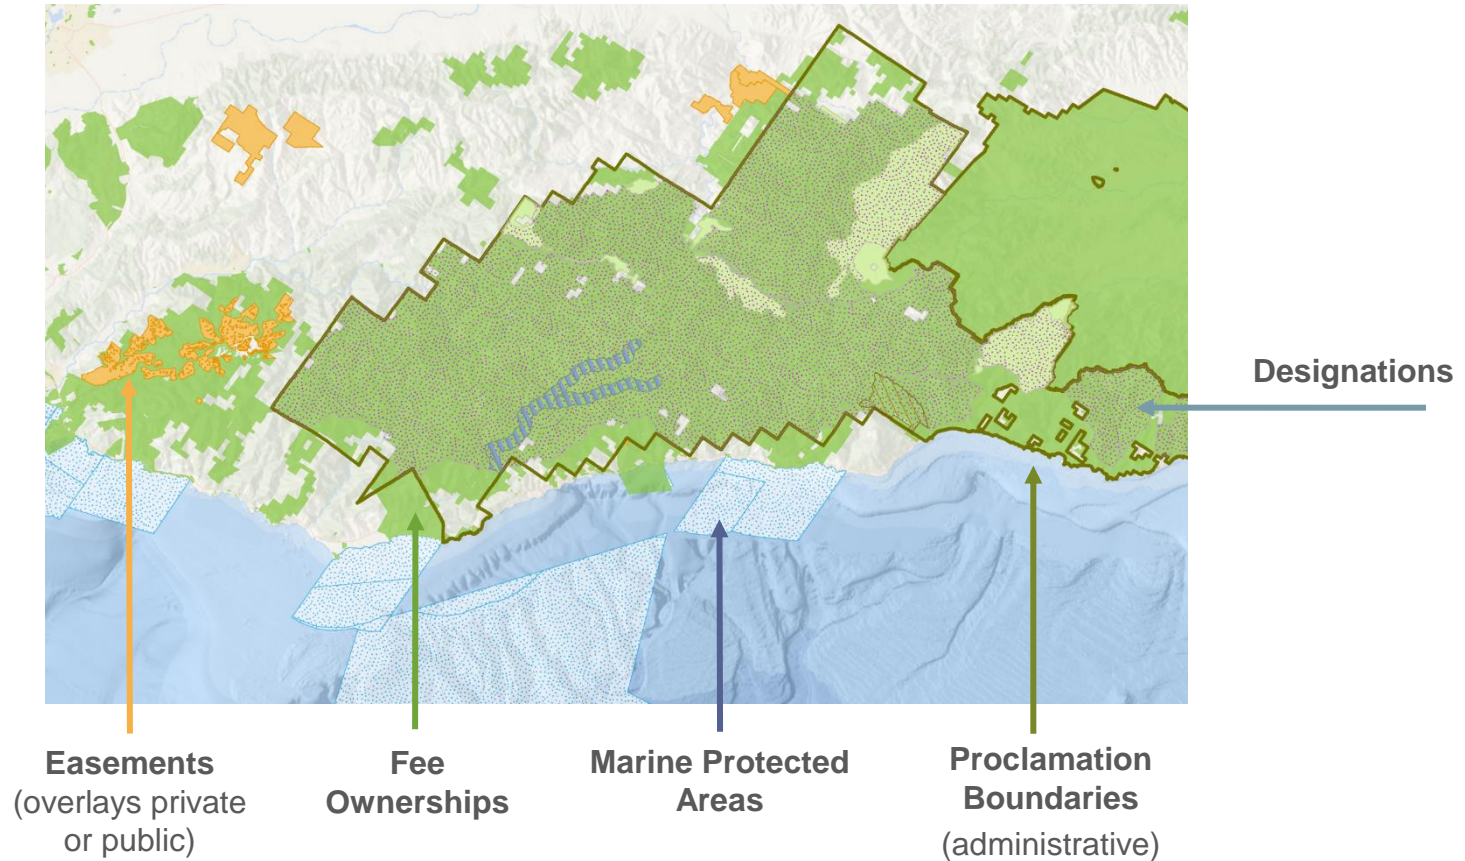 Designations
Easements
(overlays private
or public)
Fee
Ownerships
Marine Protected
Areas
Proclamation
Boundaries
(administrative)